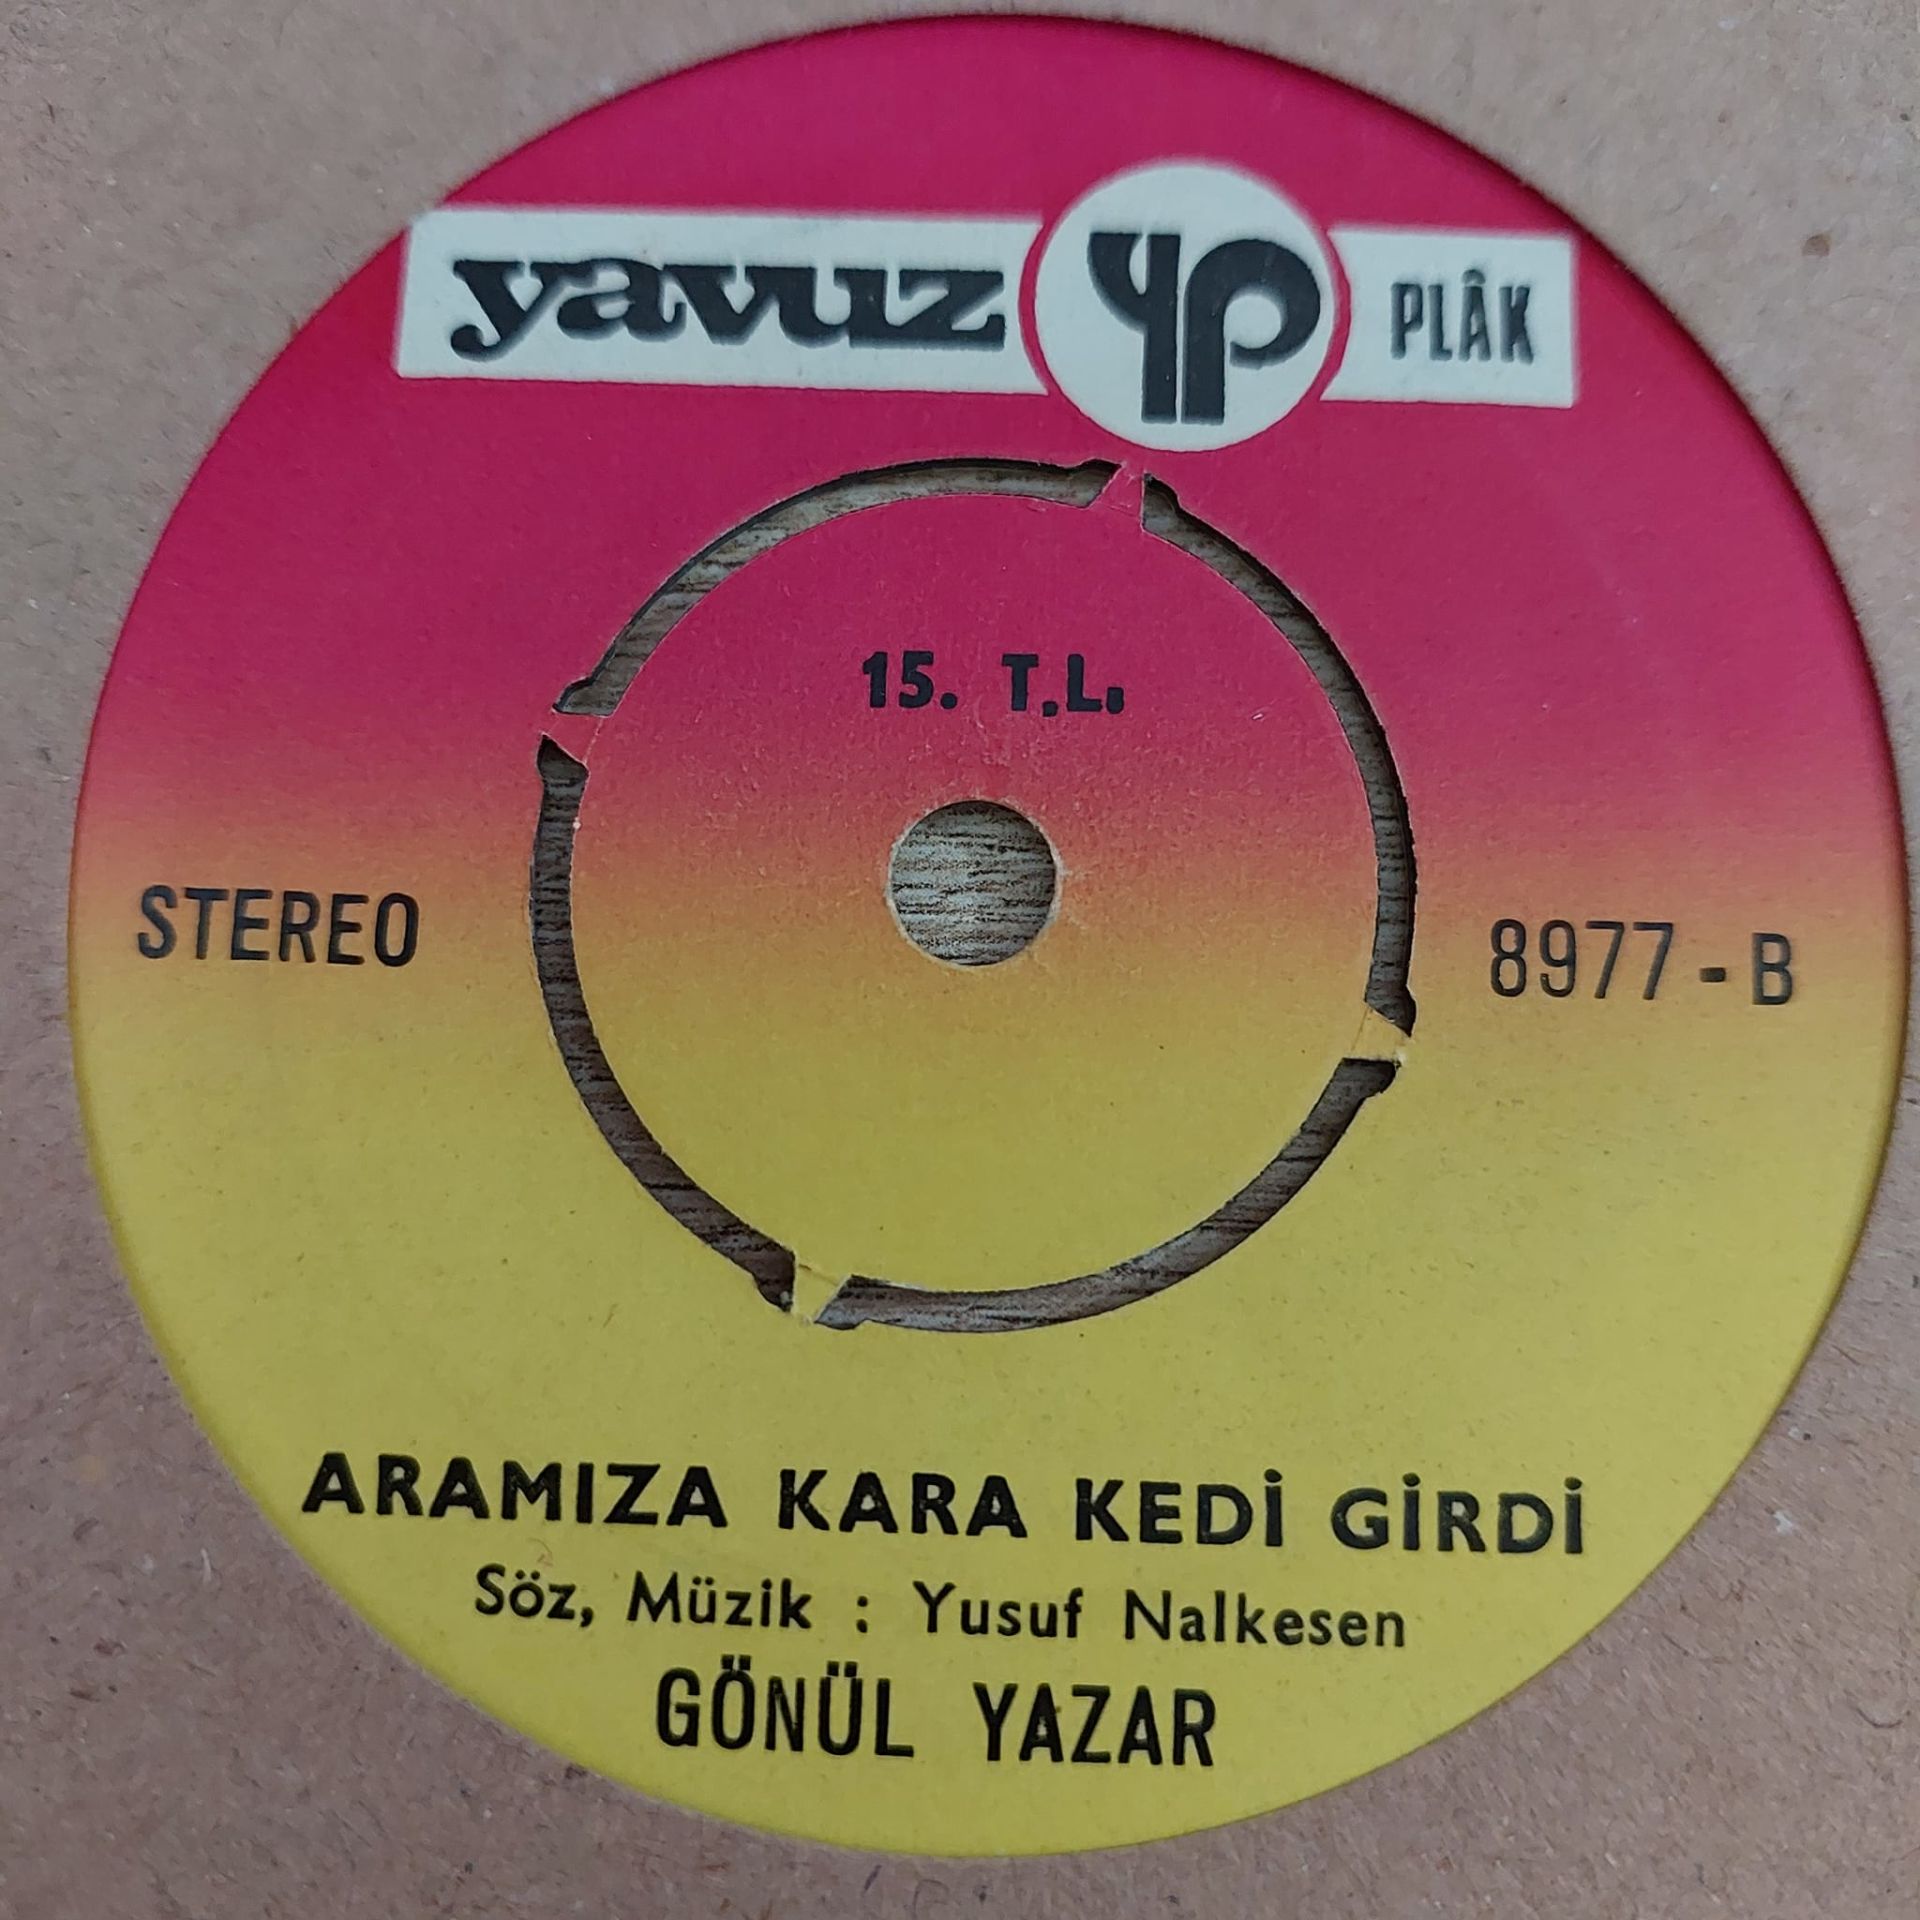 yavuz yp PLÂK
15. T.L.
STEREO
8977 - B
ARAMIZA KARA KEDİ GİRDİ
Söz, Müzik : Yusuf Nalkesen
GÖNÜL YAZAR